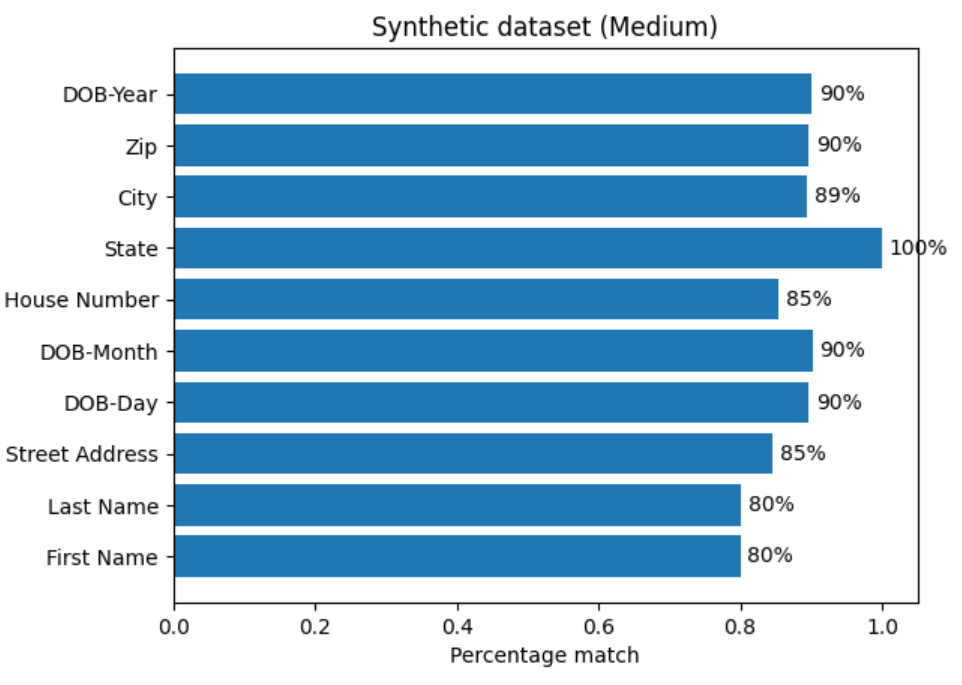 Synthetic dataset (Medium)
DOB-Year 90%
Zip 90%
City 89%
State 100%
House Number 85%
DOB-Month 90%
DOB-Day 90%
Street Address 85%
Last Name 80%
First Name 80%
0.0 0.2 0.4 0.6 0.8 1.0
Percentage match